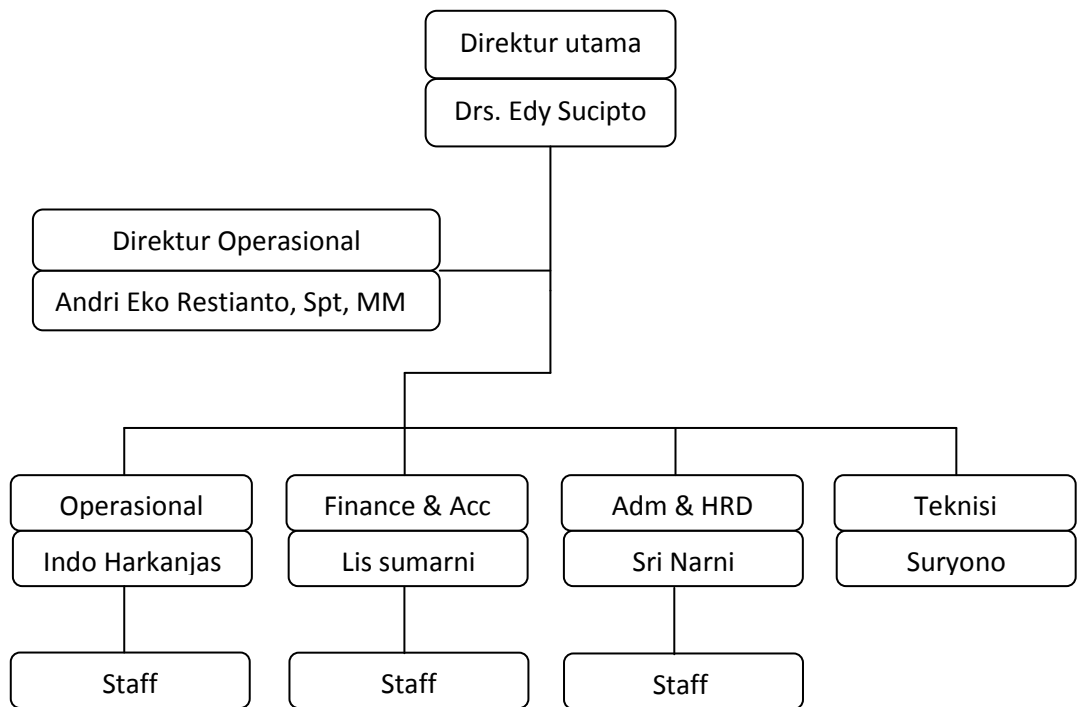 Direktur utama
Drs. Edy Sucipto
Direktur Operasional
Andri Eko Restianto, Spt, MM
Operasional
Indo Harkanjas
Finance & Acc
Lis sumarni
Adm & HRD
Sri Narni
Teknisi
Suryono
Staff
Staff
Staff